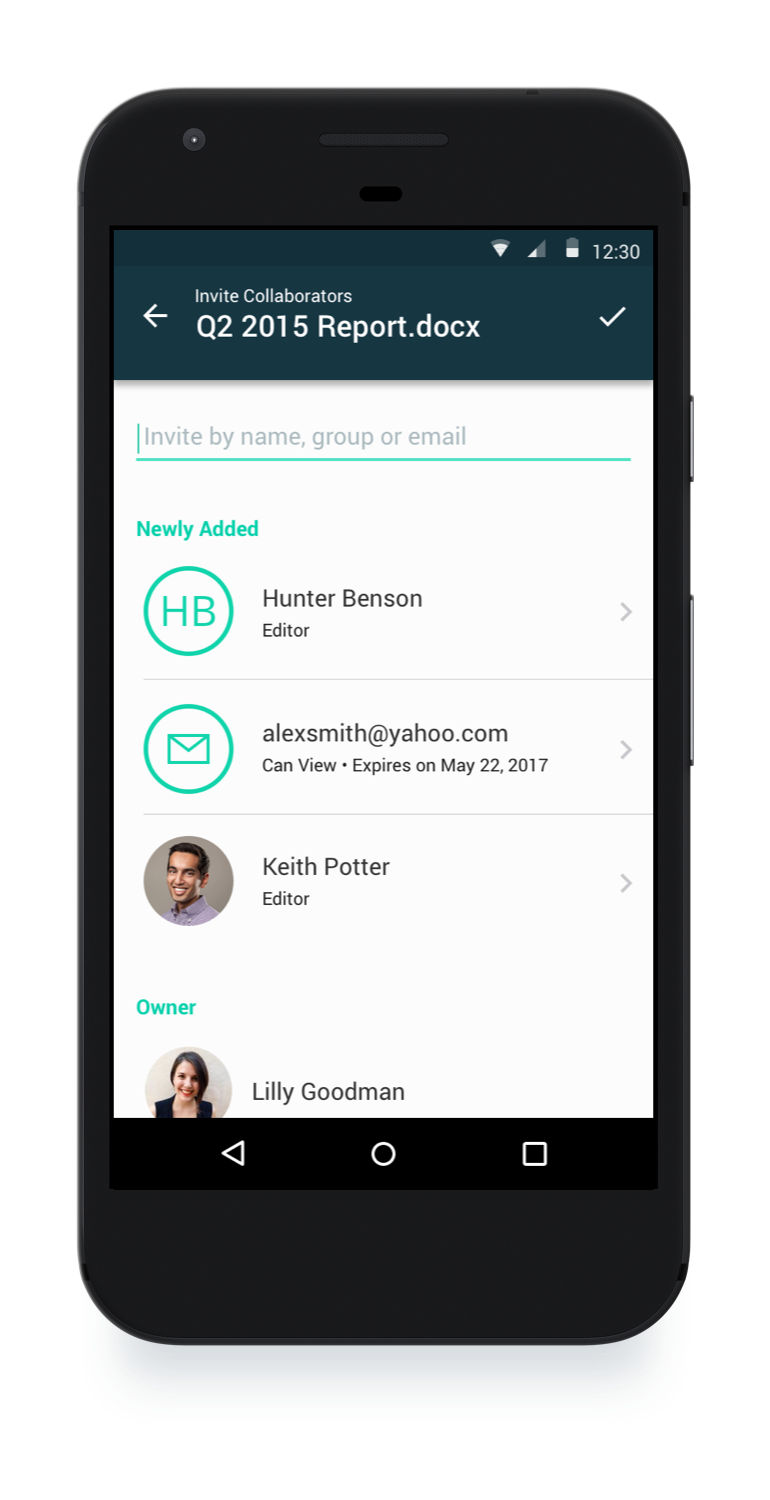 12:30
Invite Collaborators
Q2 2015 Report.docx
Invite by name, group or email
Newly Added
HB
Hunter Benson
Editor
alexsmith@yahoo.com
Can View • Expires on May 22, 2017
Keith Potter
Editor
Owner
Lilly Goodman